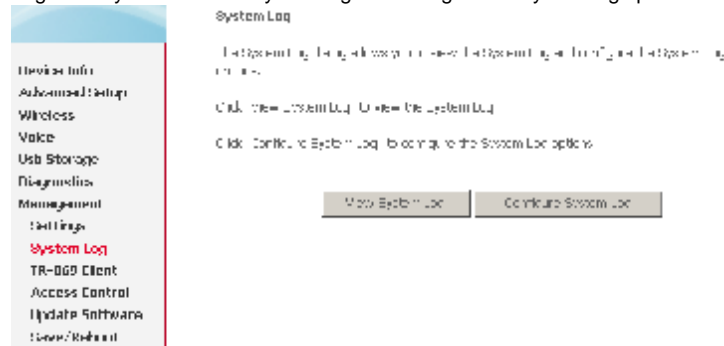 System Log
The System Log dialog allows you to view the System Log and configure the System Log
options.
Click "View System Log" to view the System Log.
Click "Configure System Log" to configure the System Log options.
View System Log
Configure System Log
Device Info
Advanced Setup
Wireless
Voice
Usb Storage
Diagnostics
Management
Settings
System Log
TR-069 Client
Access Control
Update Software
Save/Reboot